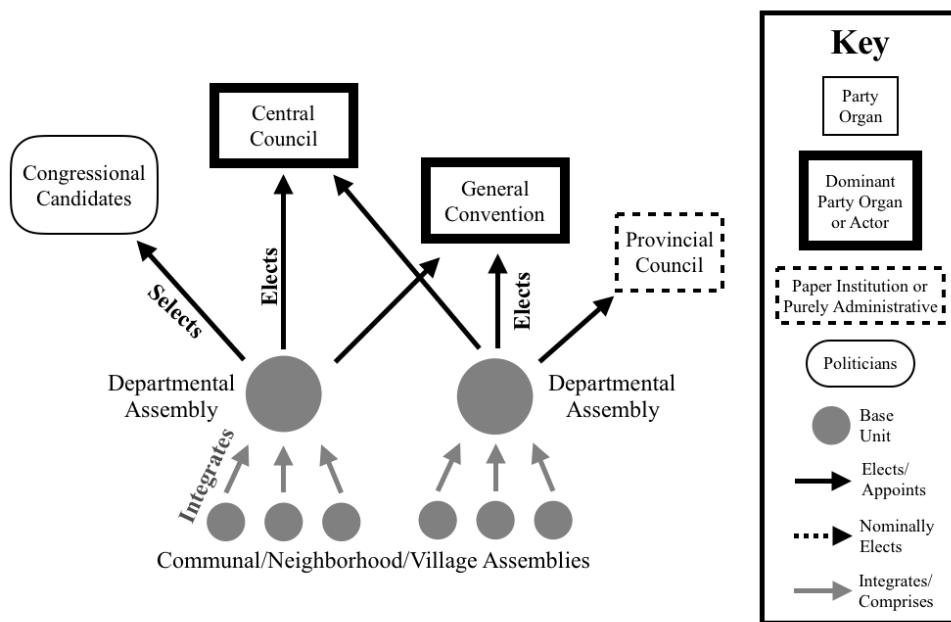 Congressional
Candidates
Central
Council
General
Convention
Provincial
Council
Selects
Elects
Elects
Departmental
Assembly
Departmental
Assembly
Integrates
Communal/Neighborhood/Village Assemblies
Key
Party
Organ
Dominant
Party Organ
or Actor
Paper Institution or
Purely Administrative
Politicians
Base
Unit
Elects/
Appoints
Nominally
Elects
Integrates/
Comprises